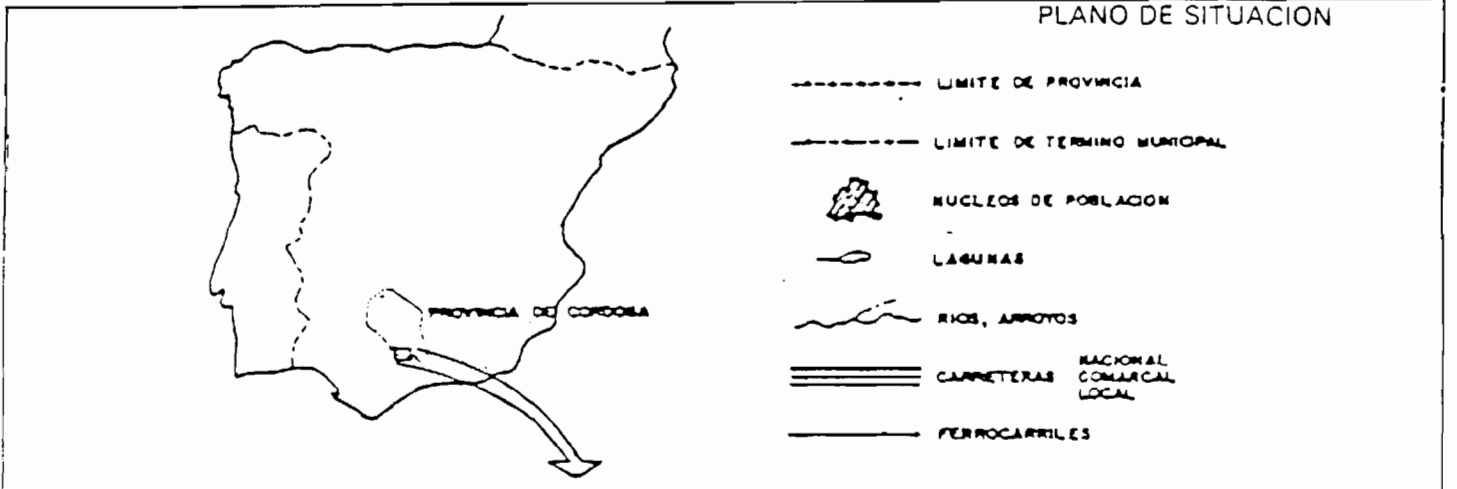 PLANO DE SITUACION
LIMITE DE PROVINCIA
LIMITE DE TERMINO MUNICIPAL
NUCLEOS DE POBLACION
LAGUNAS
PROVINCIA DE CORDOBA
RIOS, ARROYOS
CARRETERAS
NACIONAL
COMARCAL
LOCAL
FERROCARRILES